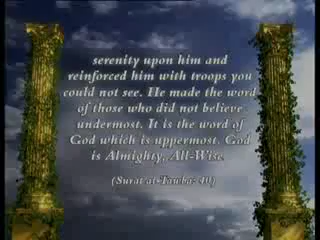 serenity upon him and
reinforced him with troops you
could not see. He made the word
of those who did not believe
undermost. It is the word of
God which is uppermost. God
is Almighty, All-Wise.
(Surat at-Tawba: 40)